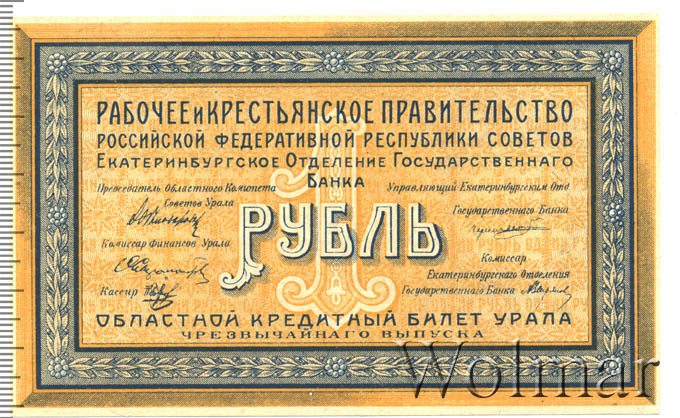 РАБОЧЕЕ и КРЕСТЬЯНСКОЕ ПРАВИТЕЛЬСТВО
РОССИЙСКОЙ ФЕДЕРАТИВНОЙ РЕСПУБЛИКИ СОВЕТОВ
ЕКАТЕРИНБУРГСКОЕ ОТДЕЛЕНИЕ ГОСУДАРСТВЕННАГО
БАНКА
Председатель Областного Комитета
Советов Урала
Комиссар Финансов Урала
Кассир
Управляющий Екатеринбургским Отд
Государственного Банка
Комиссар
Екатеринбургского Отделения
Государственного Банка
1
РУБЛЬ
ОБЛАСТНОЙ КРЕДИТНЫЙ БИЛЕТ УРАЛА
ЧРЕЗВЫЧАЙНАГО ВЫПУСКА
Wolmar